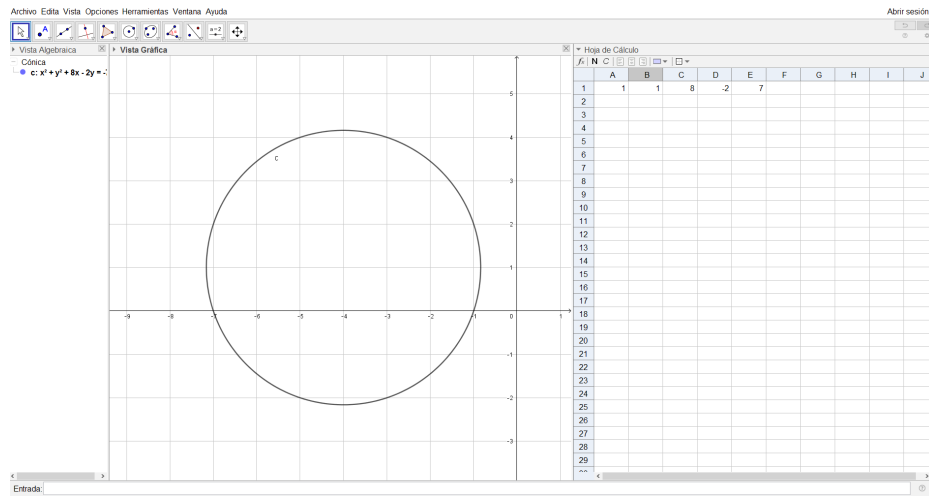 Archivo Edita Vista Opciones Herramientas Ventana Ayuda
Abrir sesión
A
a=2
Vista Algebraica
Vista Gráfica
Hoja de Cálculo
Cónica
c: x² + y² + 8x - 2y = -
fx N C
A B C D E F G H I J
1 1 1 8 -2 7
2
3
4
5
6
7
8
9
10
11
12
13
14
15
16
17
18
19
20
21
22
23
24
25
26
27
28
29
c
5
4
3
2
1
-9 -8 -7 -6 -5 -4 -3 -2 -1 0 1
-1
-2
-3
Entrada: